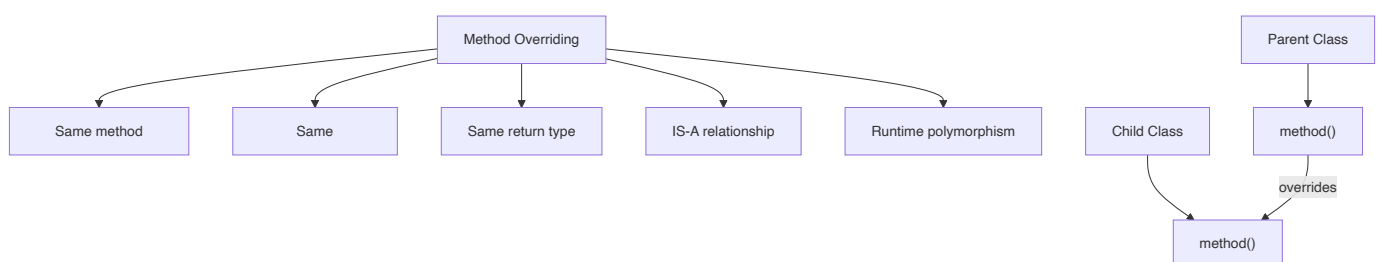 Method Overriding
Parent Class
Same method
Same
Same return type
IS-A relationship
Runtime polymorphism
Child Class
method()
overrides
method()